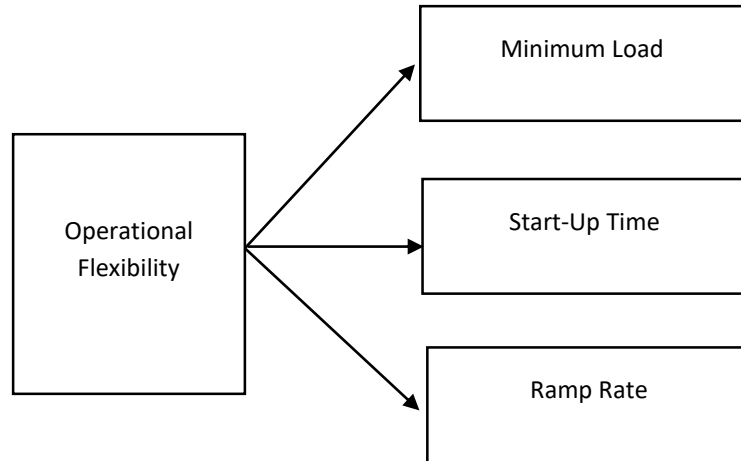 Minimum Load
Operational
Flexibility
Start-Up Time
Ramp Rate